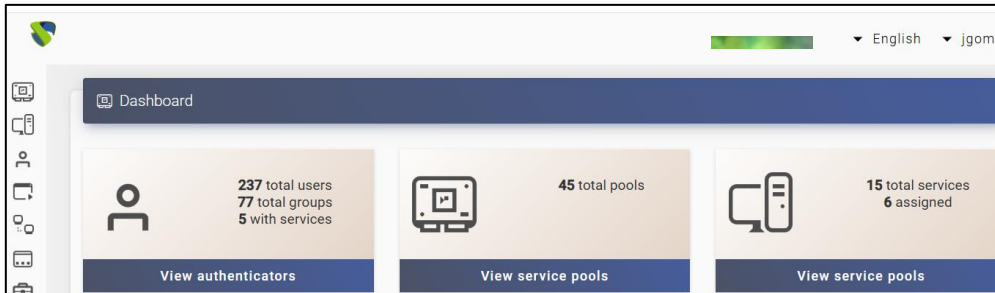 English
jgom
Dashboard
237 total users
77 total groups
5 with services
45 total pools
15 total services
6 assigned
View authenticators
View service pools
View service pools